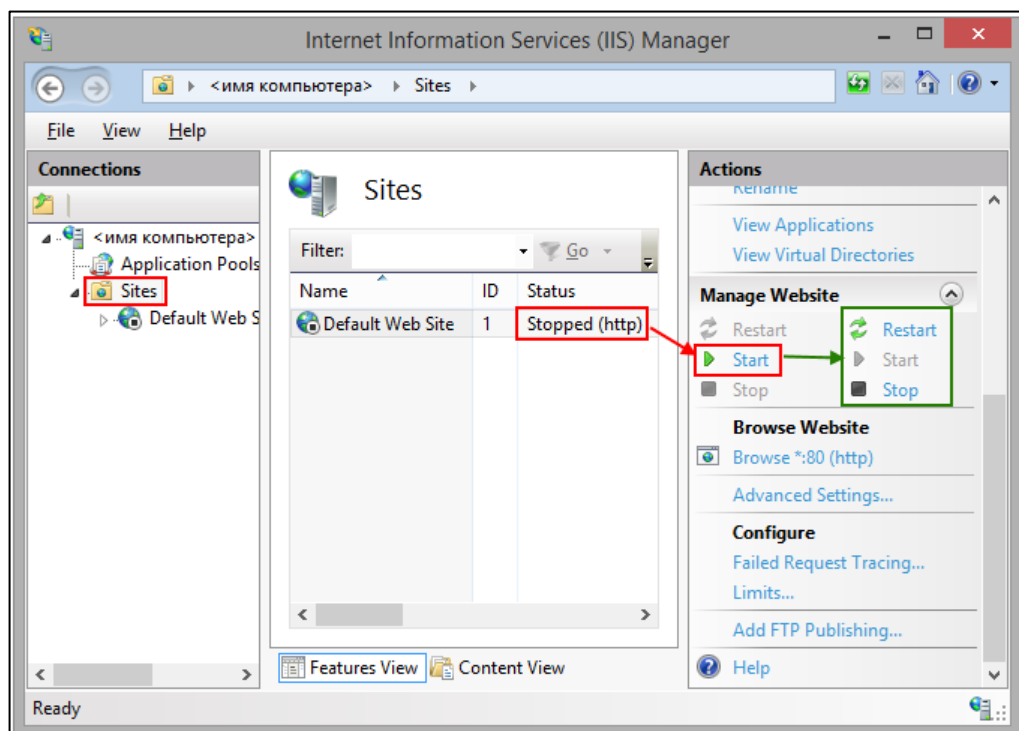 Internet Information Services (IIS) Manager
<имя компьютера> Sites
File View Help
Connections
<имя компьютера>
Application Pools
Sites
Default Web S
Sites
Filter: Go
Name ID Status
Default Web Site 1 Stopped (http)
Features View Content View
Actions
Rename
View Applications
View Virtual Directories
Manage Website
Restart Restart
Start Start
Stop Stop
Browse Website
Browse *:80 (http)
Advanced Settings...
Configure
Failed Request Tracing...
Limits...
Add FTP Publishing...
Help
Ready